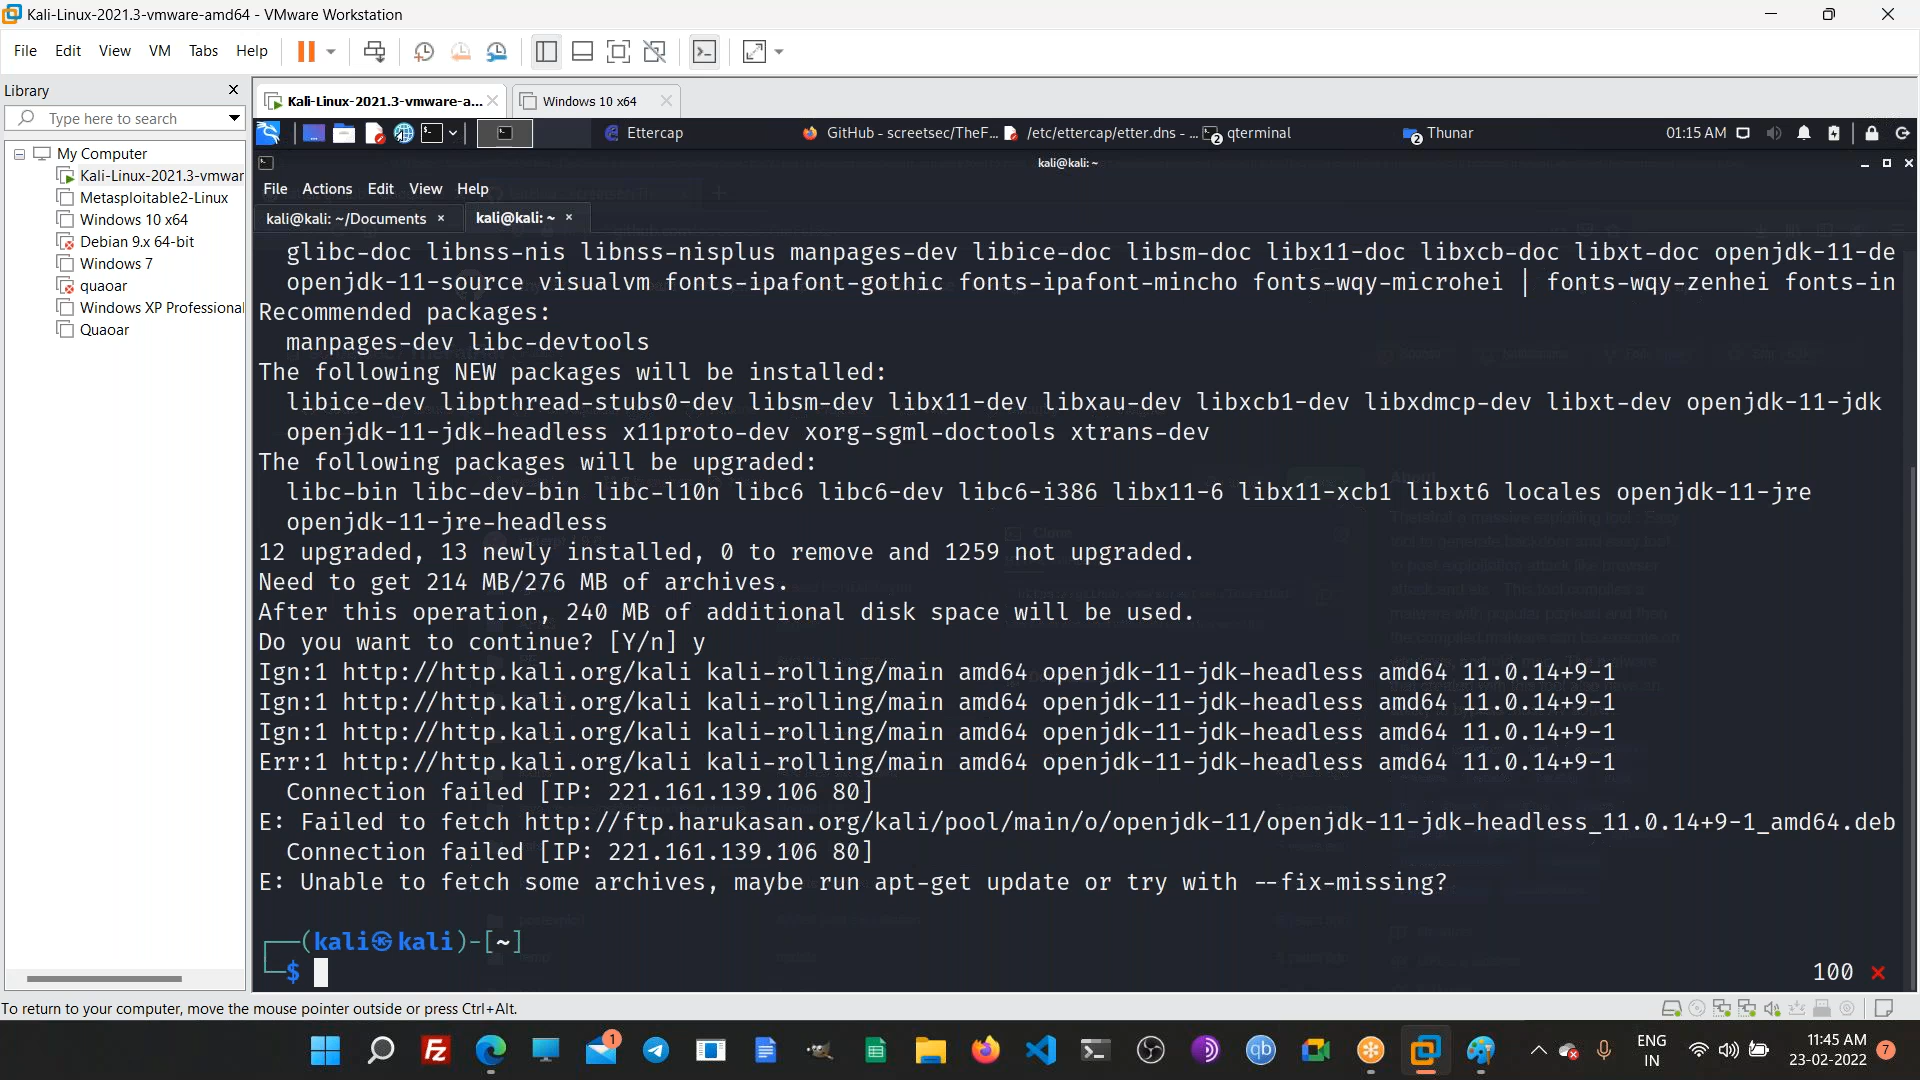 Kali-Linux-2021.3-vmware-amd64 - VMware Workstation
File Edit View VM Tabs Help
Library
Type here to search
My Computer
Kali-Linux-2021.3-vmwar
Metasploitable2-Linux
Windows 10 x64
Debian 9.x 64-bit
Windows 7
quaoar
Windows XP Professional
Quaoar
Kali-Linux-2021.3-vmware-a... Windows 10 x64
Ettercap GitHub - screetsec/TheF... /etc/ettercap/etter.dns - ... 2 qterminal 2 Thunar 01:15 AM
kali@kali: ~
File Actions Edit View Help
kali@kali: ~/Documents kali@kali: ~
glibc-doc libnss-nis libnss-nisplus manpages-dev libice-doc libsm-doc libx11-doc libxcb-doc libxt-doc openjdk-11-de
openjdk-11-source visualvm fonts-ipafont-gothic fonts-ipafont-mincho fonts-wqy-microhei | fonts-wqy-zenhei fonts-in
Recommended packages:
manpages-dev libc-devtools
The following NEW packages will be installed:
libice-dev libpthread-stubs0-dev libsm-dev libx11-dev libxau-dev libxcb1-dev libxdmcp-dev libxt-dev openjdk-11-jdk
openjdk-11-jdk-headless x11proto-dev xorg-sgml-doctools xtrans-dev
The following packages will be upgraded:
libc-bin libc-dev-bin libc-l10n libc6 libc6-dev libc6-i386 libx11-6 libx11-xcb1 libxt6 locales openjdk-11-jre
openjdk-11-jre-headless
12 upgraded, 13 newly installed, 0 to remove and 1259 not upgraded.
Need to get 214 MB/276 MB of archives.
After this operation, 240 MB of additional disk space will be used.
Do you want to continue? [Y/n] y
Ign:1 http://http.kali.org/kali kali-rolling/main amd64 openjdk-11-jdk-headless amd64 11.0.14+9-1
Ign:1 http://http.kali.org/kali kali-rolling/main amd64 openjdk-11-jdk-headless amd64 11.0.14+9-1
Ign:1 http://http.kali.org/kali kali-rolling/main amd64 openjdk-11-jdk-headless amd64 11.0.14+9-1
Err:1 http://http.kali.org/kali kali-rolling/main amd64 openjdk-11-jdk-headless amd64 11.0.14+9-1
Connection failed [IP: 221.161.139.106 80]
E: Failed to fetch http://ftp.harukasan.org/kali/pool/main/o/openjdk-11/openjdk-11-jdk-headless_11.0.14+9-1_amd64.deb
Connection failed [IP: 221.161.139.106 80]
E: Unable to fetch some archives, maybe run apt-get update or try with --fix-missing?
(kali㉿kali)-[~]
$ 100
To return to your computer, move the mouse pointer outside or press Ctrl+Alt.
1 qb ENG IN 11:45 AM 23-02-2022 7